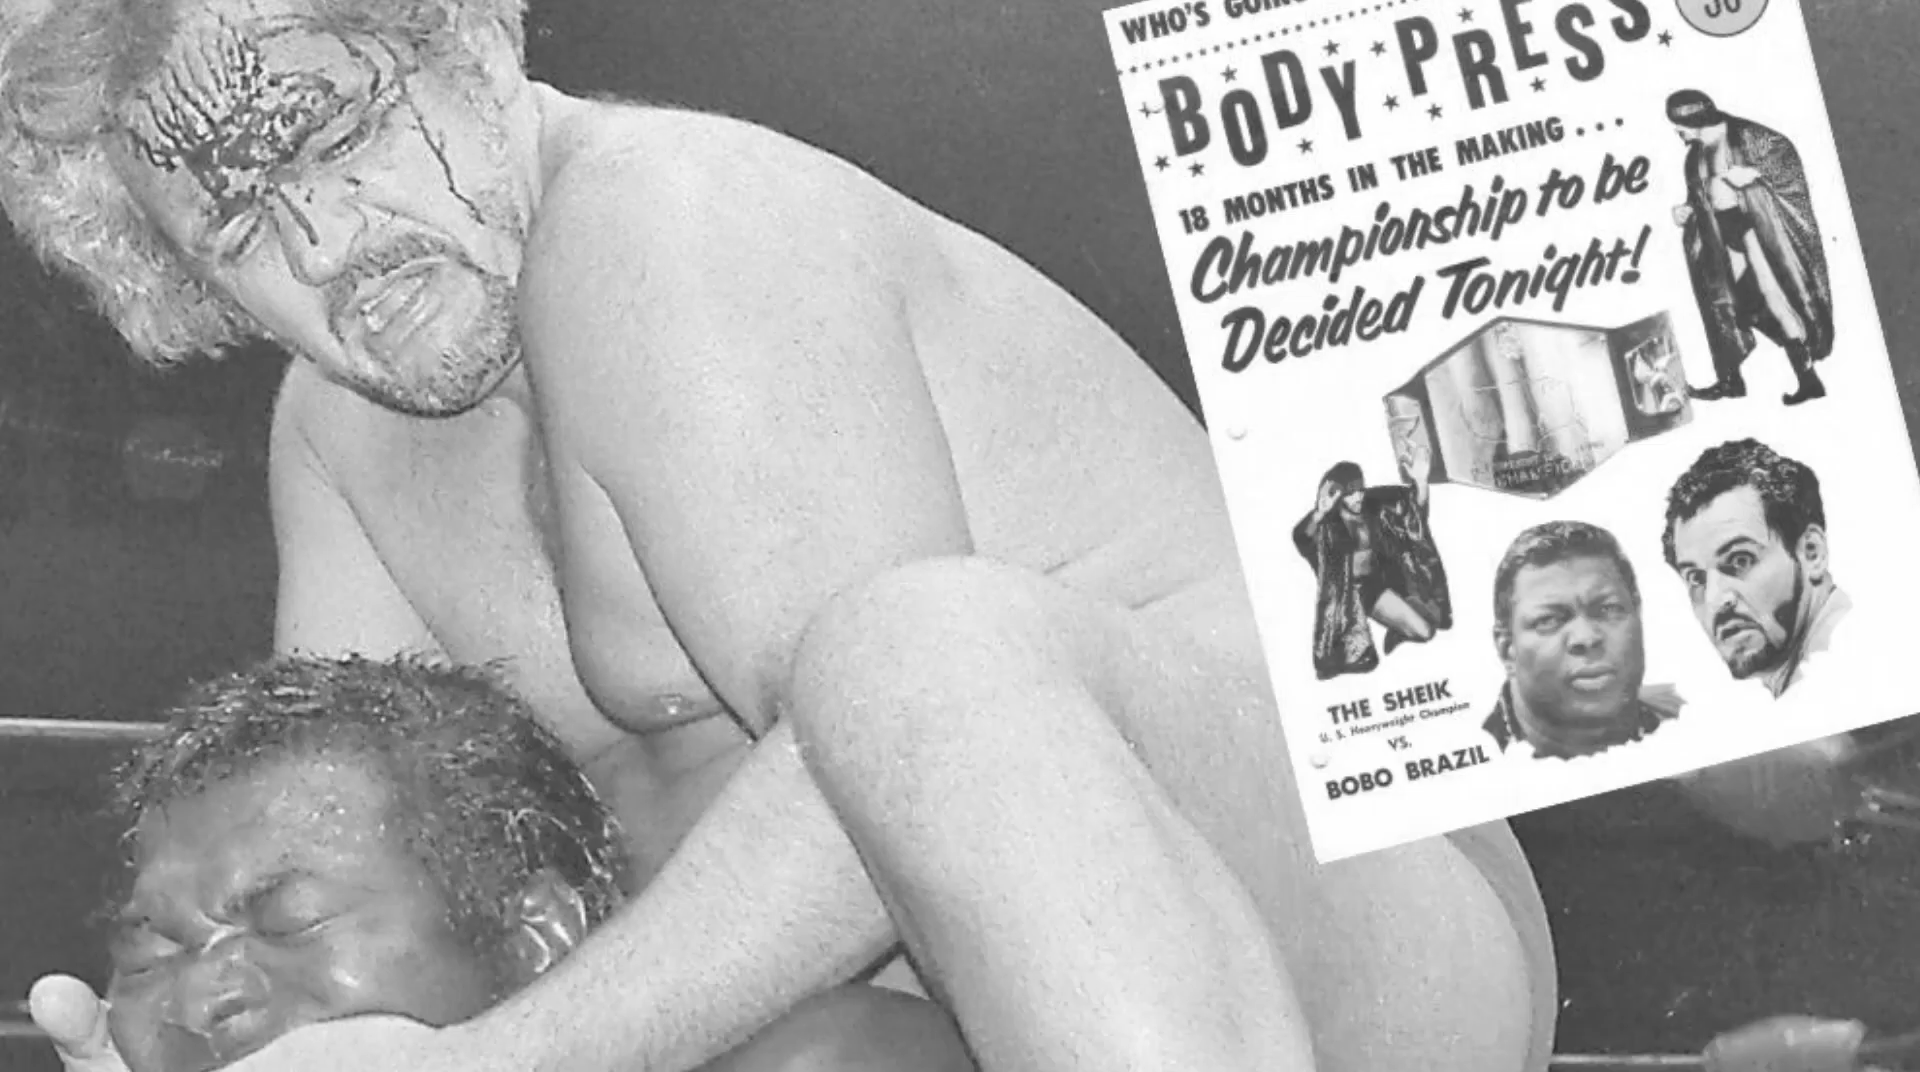 WHO'S GOING
BODY PRESS
18 MONTHS IN THE MAKING...
Championship to be
Decided Tonight!
THE SHEIK
U. S. Heavyweight Champion
VS.
BOBO BRAZIL